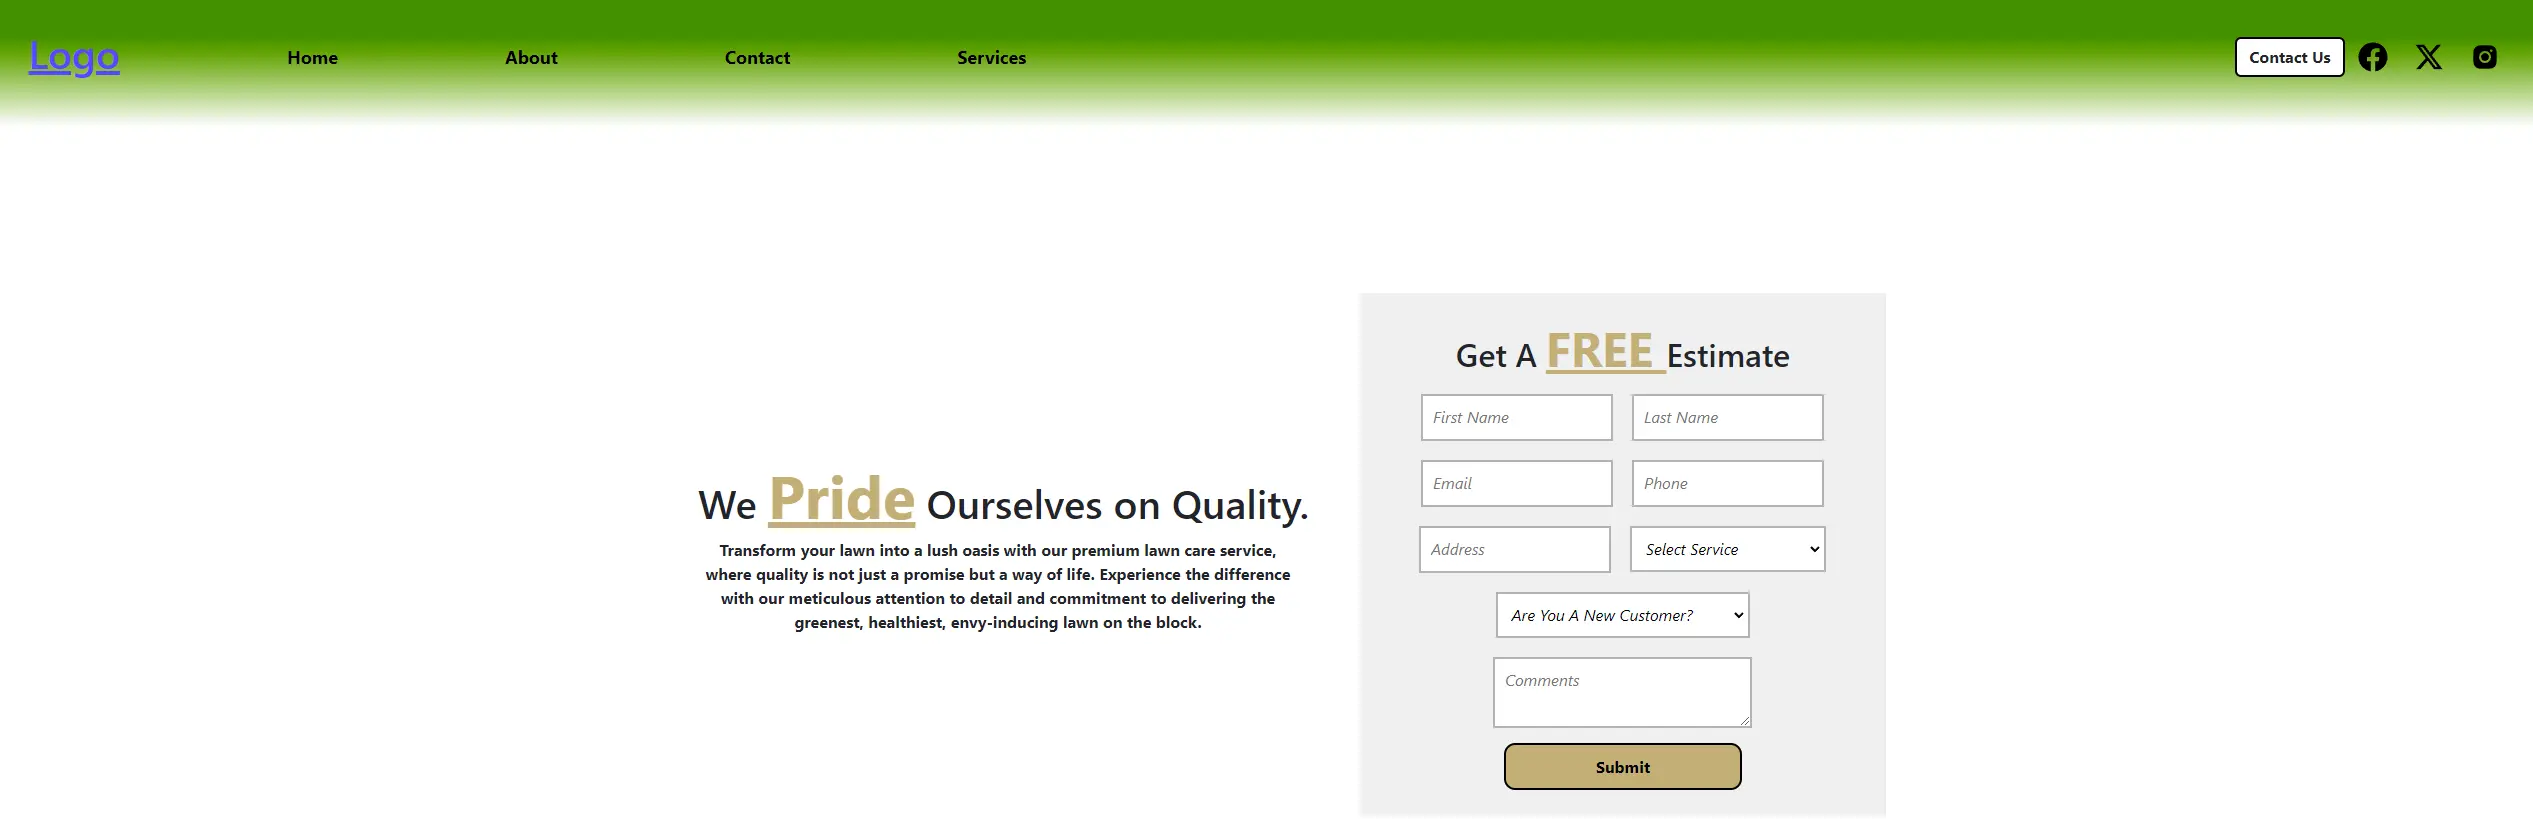 Logo
Home
About
Contact
Services
Contact Us
We Pride Ourselves on Quality.
Transform your lawn into a lush oasis with our premium lawn care service,
where quality is not just a promise but a way of life. Experience the difference
with our meticulous attention to detail and commitment to delivering the
greenest, healthiest, envy-inducing lawn on the block.
Get A FREE Estimate
First Name
Last Name
Email
Phone
Address
Select Service
Are You A New Customer?
Comments
Submit